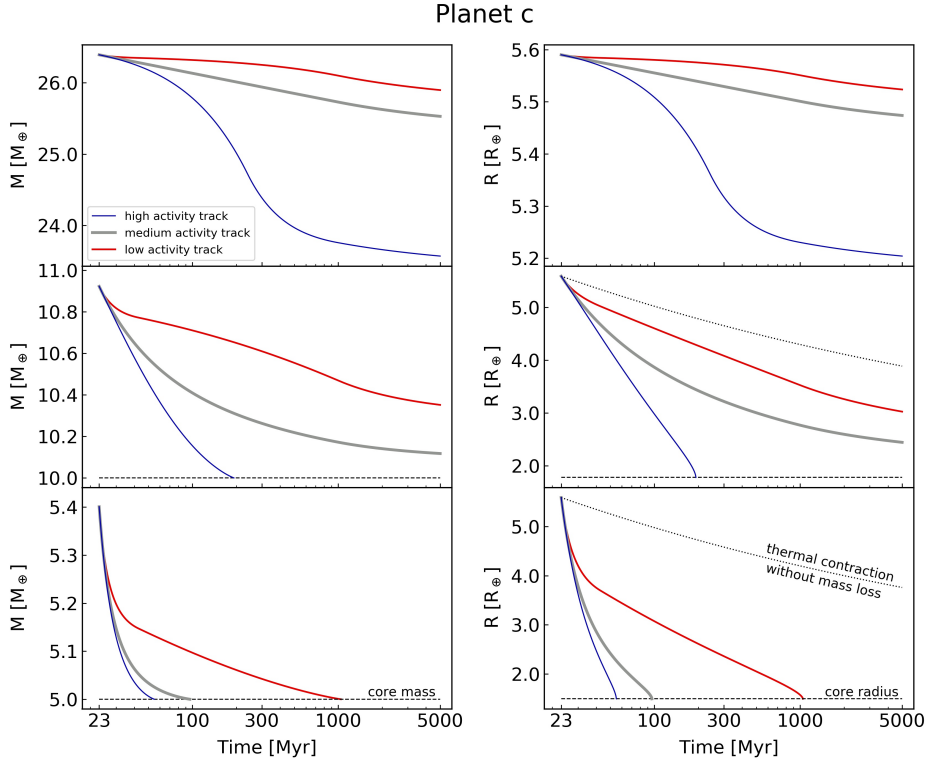 Planet c
M [M⊕]
26.0
25.0
24.0
high activity track
medium activity track
low activity track
R [R⊕]
5.6
5.5
5.4
5.3
5.2
M [M⊕]
11.0
10.8
10.6
10.4
10.2
10.0
R [R⊕]
5.0
4.0
3.0
2.0
M [M⊕]
5.4
5.3
5.2
5.1
5.0
core mass
23 100 300 1000 5000
Time [Myr]
R [R⊕]
5.0
4.0
3.0
2.0
thermal contraction
without mass loss
core radius
23 100 300 1000 5000
Time [Myr]